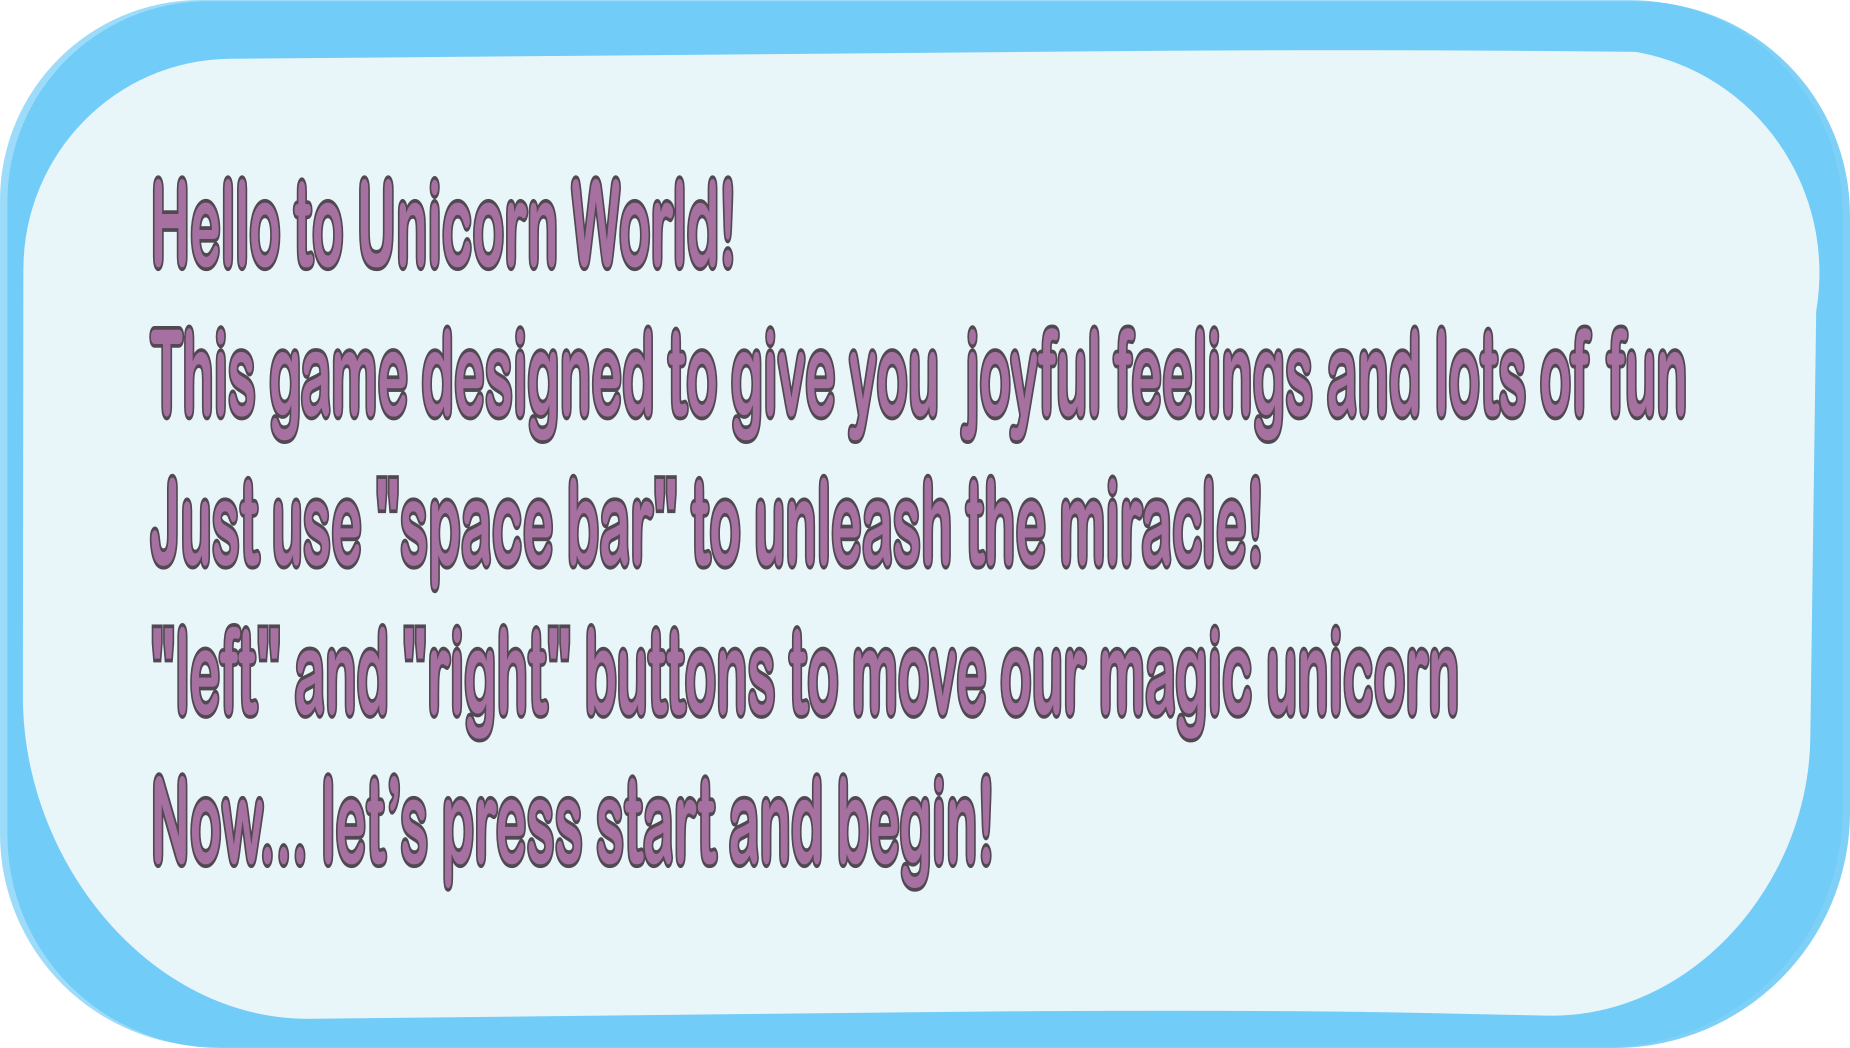 Hello to Unicorn World!
This game designed to give you  joyful feelings and lots of fun
Just use "space bar" to unleash the miracle!
"left" and "right" buttons to move our magic unicorn
Now... let’s press start and begin!